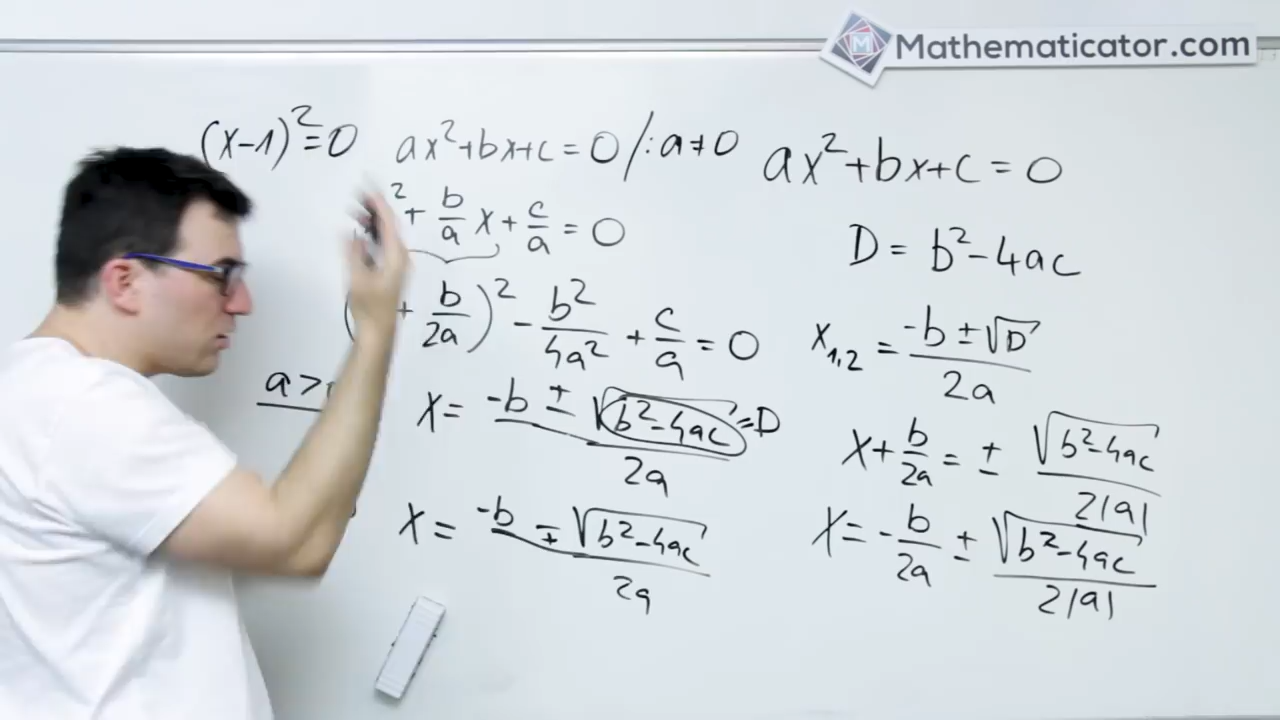 Mathematicator.com
(x-1)²=0
ax²+bx+c=0/:a≠0
² + b/a x + c/a = 0
( + b/2a)² - b²/4a² + c/a = 0
a>
x= -b ± √b²-4ac =D / 2a
x= -b ∓ √b²-4ac / 2a
ax²+bx+c=0
D=b²-4ac
x1,2 = -b±√D / 2a
x+ b/2a = ± √b²-4ac / 2|a|
x=- b/2a ± √b²-4ac / 2|a|